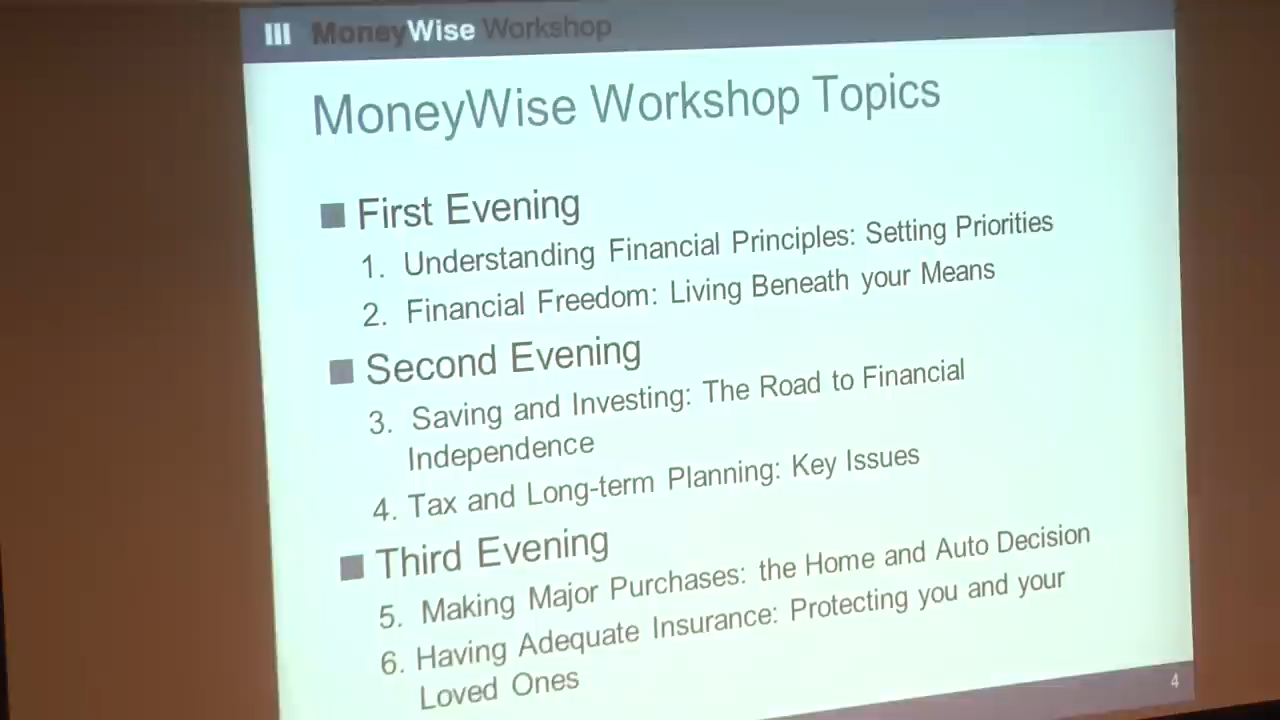 MoneyWise Workshop
MoneyWise Workshop Topics
First Evening
1. Understanding Financial Principles: Setting Priorities
2. Financial Freedom: Living Beneath your Means
Second Evening
3. Saving and Investing: The Road to Financial
Independence
4. Tax and Long-term Planning: Key Issues
Third Evening
5. Making Major Purchases: the Home and Auto Decision
6. Having Adequate Insurance: Protecting you and your
Loved Ones
4